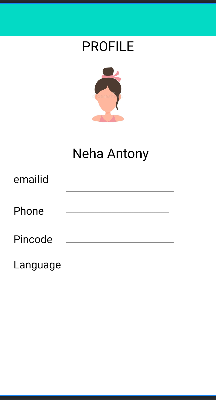 PROFILE
Neha Antony
emailid
Phone
Pincode
Language